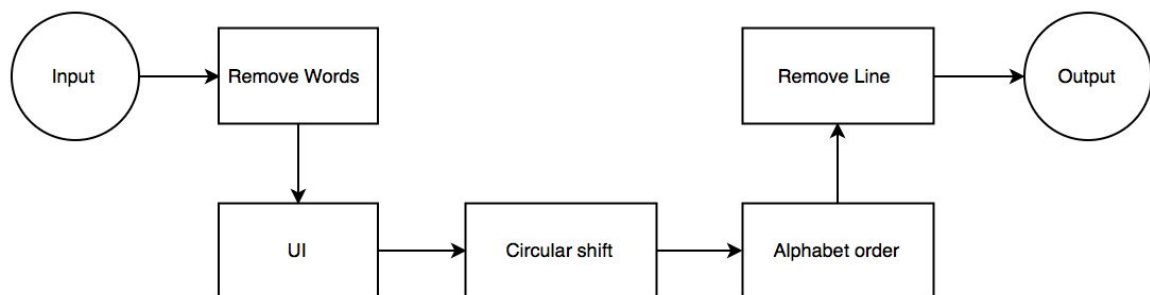 Input
Remove Words
Remove Line
Output
UI
Circular shift
Alphabet order